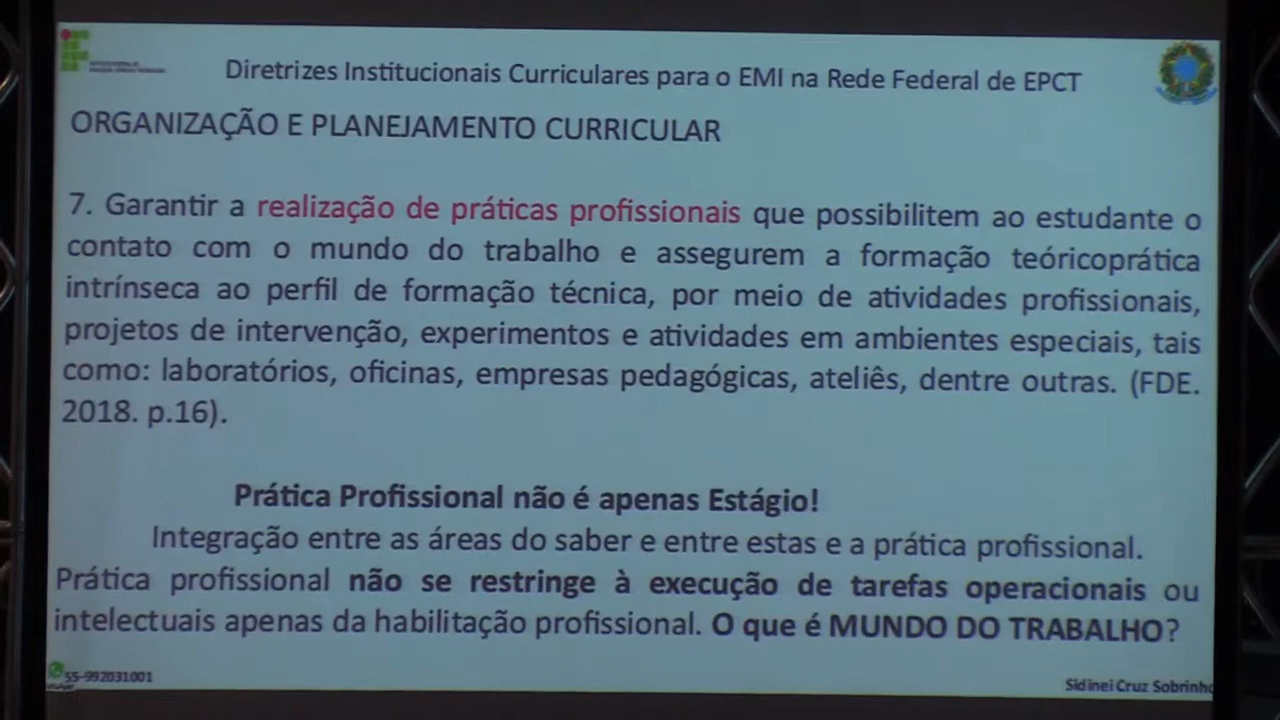 Diretrizes Institucionais Curriculares para o EMI na Rede Federal de EPCT
ORGANIZAÇÃO E PLANEJAMENTO CURRICULAR
7. Garantir a realização de práticas profissionais que possibilitem ao estudante o
contato com o mundo do trabalho e assegurem a formação teóricoprática
intrínseca ao perfil de formação técnica, por meio de atividades profissionais,
projetos de intervenção, experimentos e atividades em ambientes especiais, tais
como: laboratórios, oficinas, empresas pedagógicas, ateliês, dentre outras. (FDE.
2018. p.16).
Prática Profissional não é apenas Estágio!
Integração entre as áreas do saber e entre estas e a prática profissional.
Prática profissional não se restringe à execução de tarefas operacionais ou
intelectuais apenas da habilitação profissional. O que é MUNDO DO TRABALHO?
55-992031001
Sidinei Cruz Sobrinho